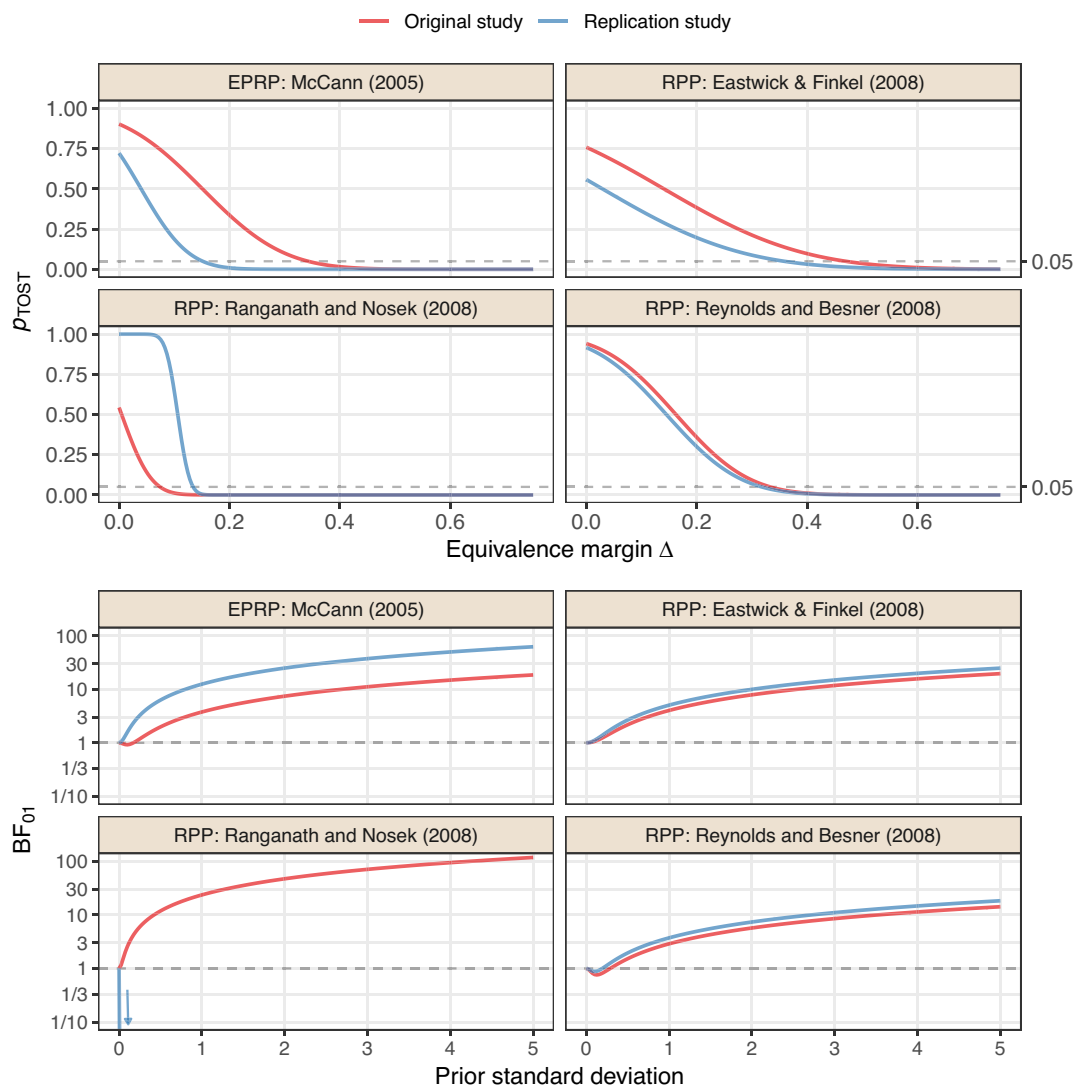 Original study Replication study
EPRP: McCann (2005) RPP: Eastwick & Finkel (2008)
1.00
0.75
0.50
0.25
0.00
0.05
RPP: Ranganath and Nosek (2008) RPP: Reynolds and Besner (2008)
1.00
0.75
0.50
0.25
0.00
0.05
pTOST
0.0 0.2 0.4 0.6 0.0 0.2 0.4 0.6
Equivalence margin Δ
EPRP: McCann (2005) RPP: Eastwick & Finkel (2008)
100
30
10
3
1
1/3
1/10
RPP: Ranganath and Nosek (2008) RPP: Reynolds and Besner (2008)
100
30
10
3
1
1/3
1/10
BF01
0 1 2 3 4 5 0 1 2 3 4 5
Prior standard deviation